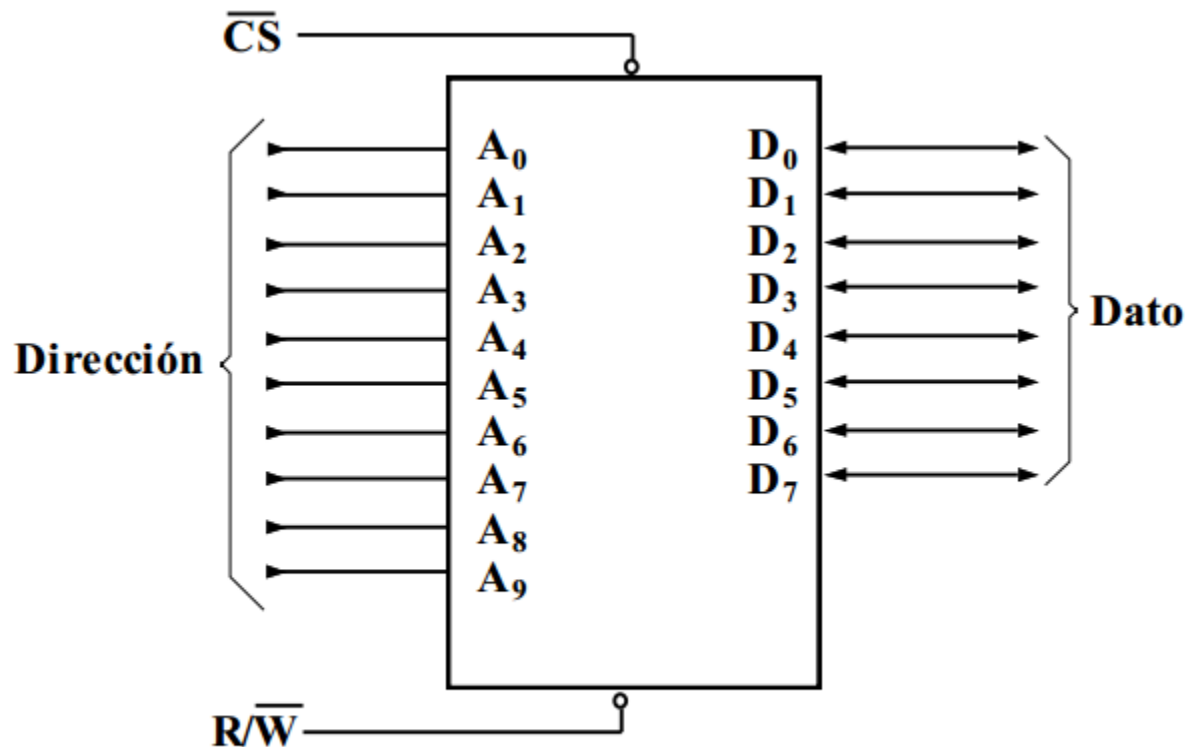 C̅S̅
A₀ D₀
A₁ D₁
A₂ D₂
A₃ D₃
A₄ D₄
A₅ D₅
A₆ D₆
A₇ D₇
A₈
A₉
Dirección
Dato
R/W̅